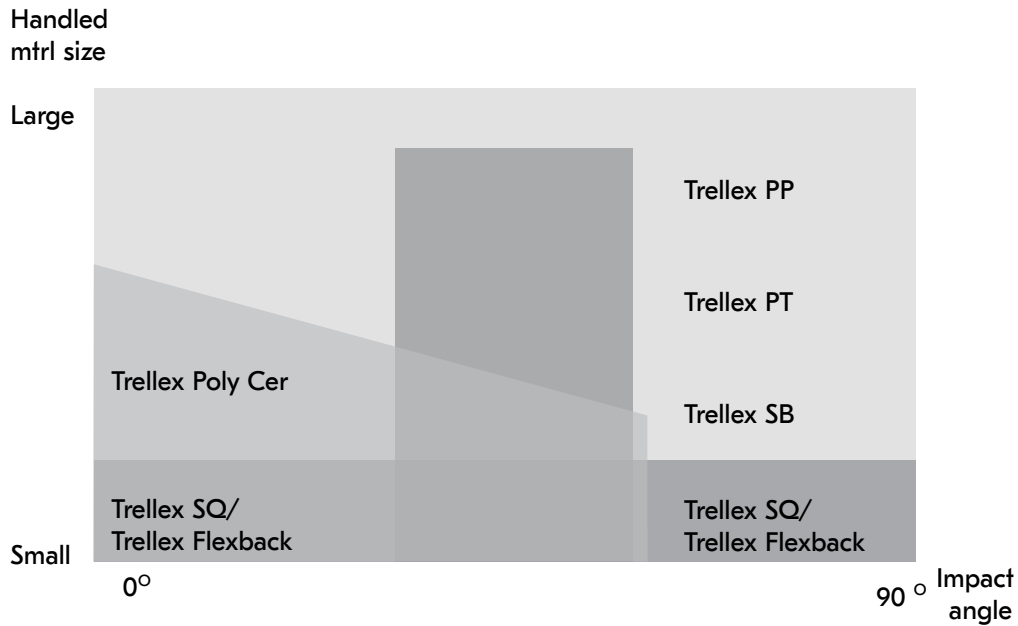 Handled
mtrl size
Large
Trellex PP
Trellex PT
Trellex Poly Cer
Trellex SB
Trellex SQ/
Trellex Flexback
Trellex SQ/
Trellex Flexback
Small
0°
90 °
Impact
angle